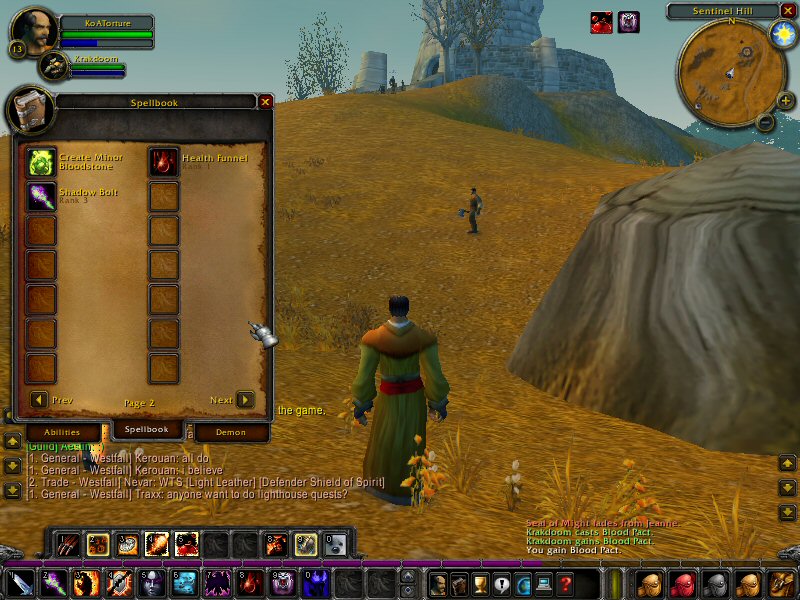 KoATorture
13
Krakdoom
Sentinel Hill
N
Spellbook
Create Minor
Bloodstone
Health Funnel
Rank 1
Shadow Bolt
Rank 3
Prev
Page 2
Next
the game.
Abilities
Spellbook
Demon
[Guild]
[1. General - Westfall] Kerouan: all do
[1. General - Westfall] Kerouan: i believe
[2. Trade - Westfall] Nevar: WTS [Light Leather] [Defender Shield of Spirit]
[1. General - Westfall] Traxx: anyone want to do lighthouse quests?
Seal of Might fades from Jeanne.
Krakdoom casts Blood Pact.
Krakdoom gains Blood Pact.
You gain Blood Pact.